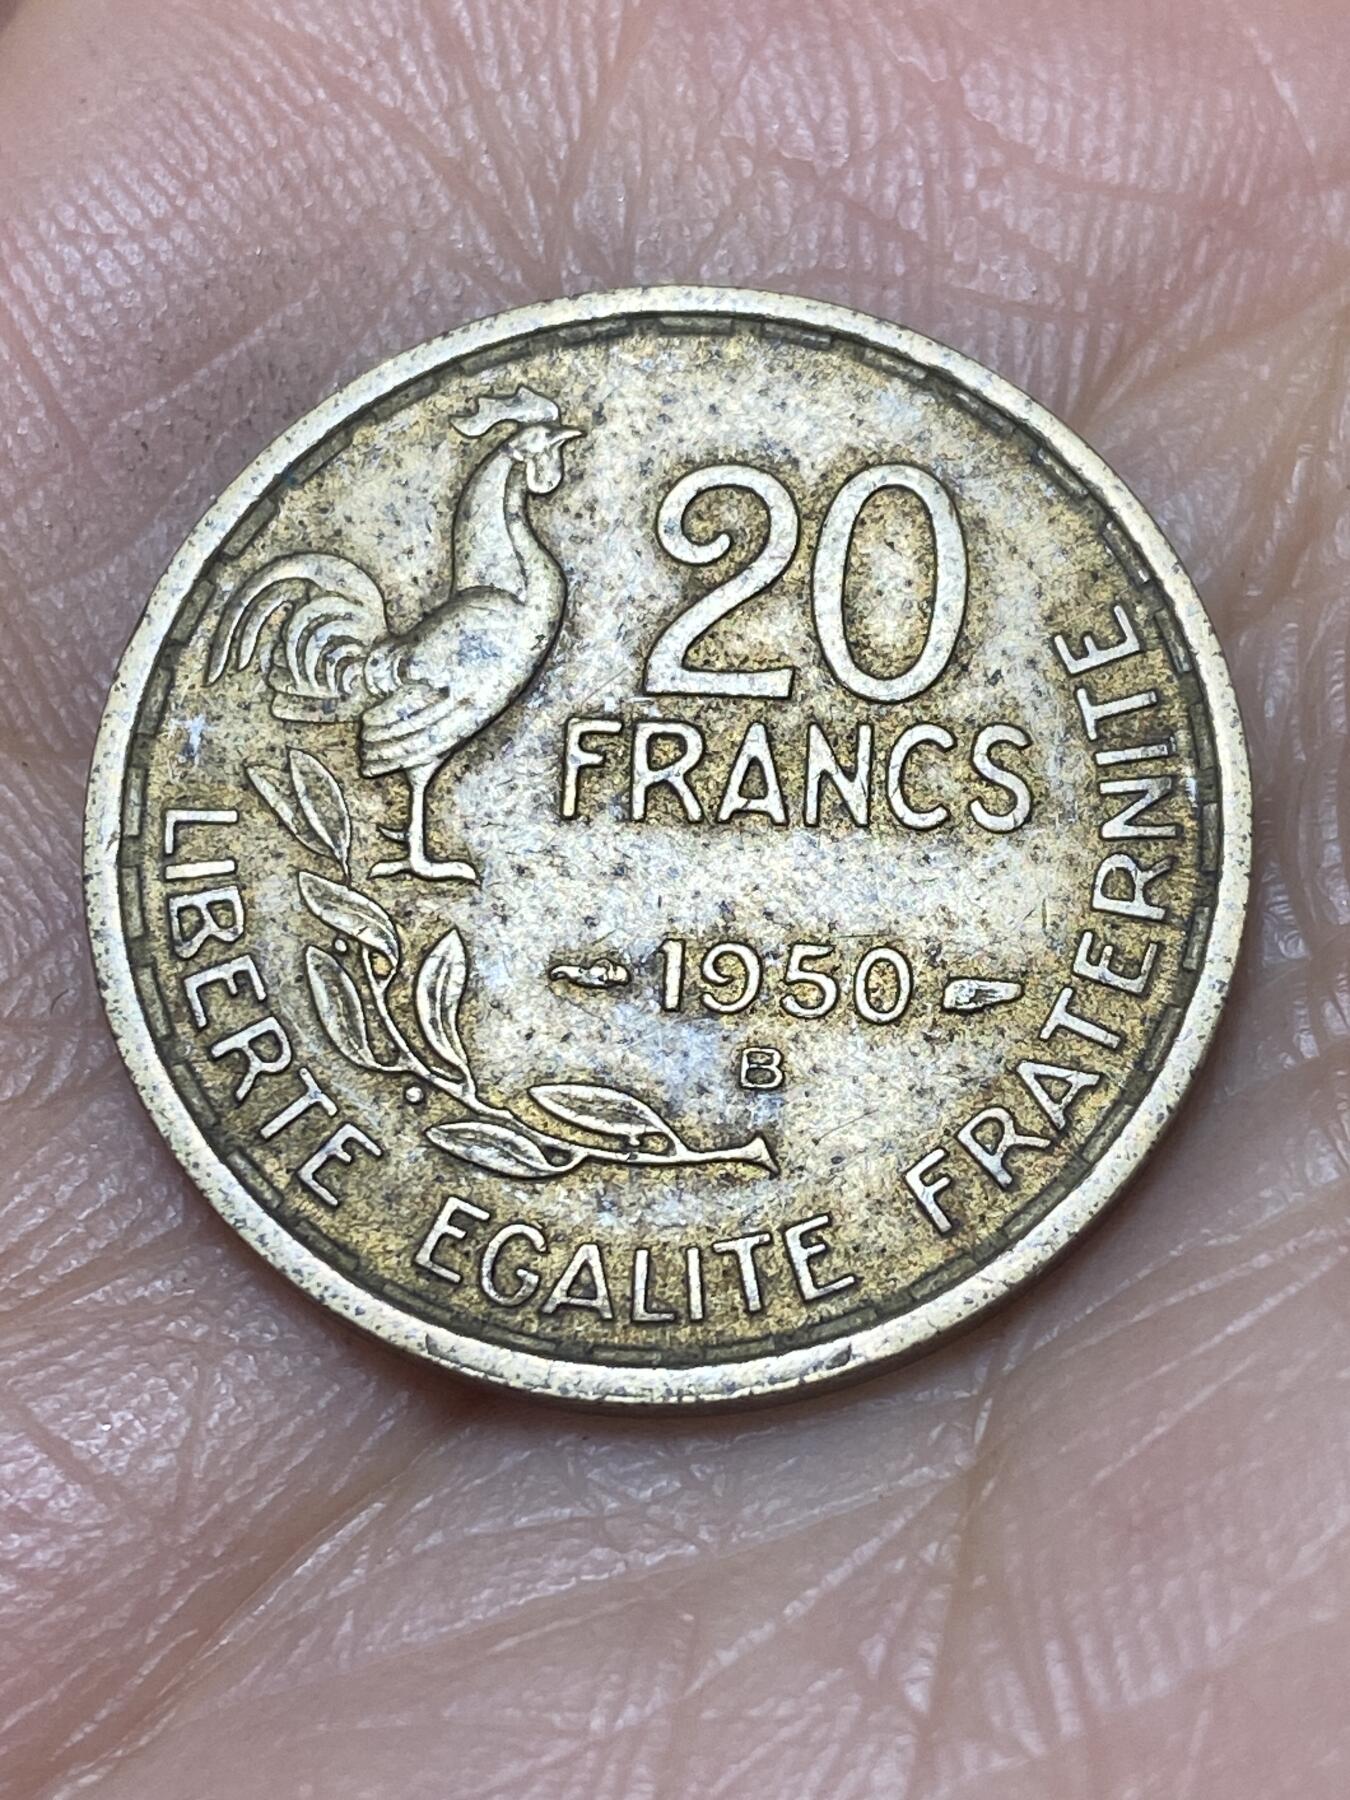 20
FRANCS
1950
B
LIBERTE EGALITE FRATERNITE